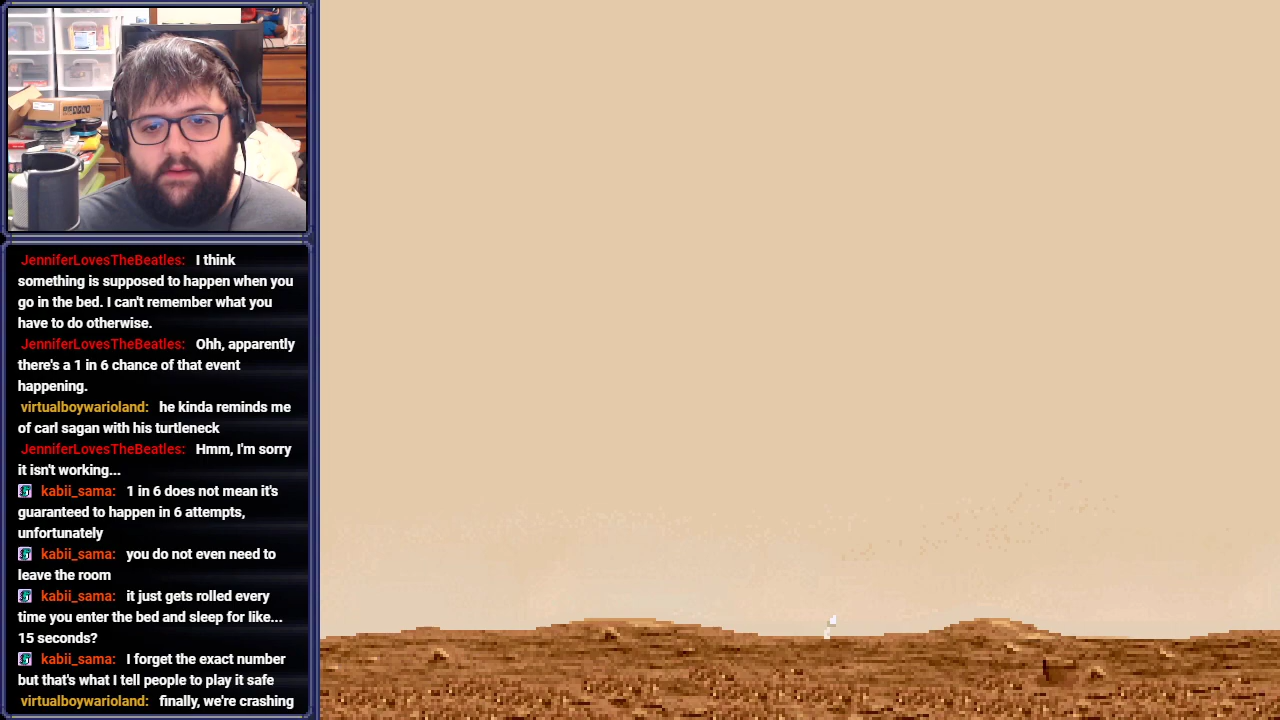 JenniferLovesTheBeatles: I think
something is supposed to happen when you
go in the bed. I can't remember what you
have to do otherwise.
JenniferLovesTheBeatles: Ohh, apparently
there's a 1 in 6 chance of that event
happening.
virtualboywarioland: he kinda reminds me
of carl sagan with his turtleneck
JenniferLovesTheBeatles: Hmm, I'm sorry
it isn't working...
kabii_sama: 1 in 6 does not mean it's
guaranteed to happen in 6 attempts,
unfortunately
kabii_sama: you do not even need to
leave the room
kabii_sama: it just gets rolled every
time you enter the bed and sleep for like...
15 seconds?
kabii_sama: I forget the exact number
but that's what I tell people to play it safe
virtualboywarioland: finally, we're crashing